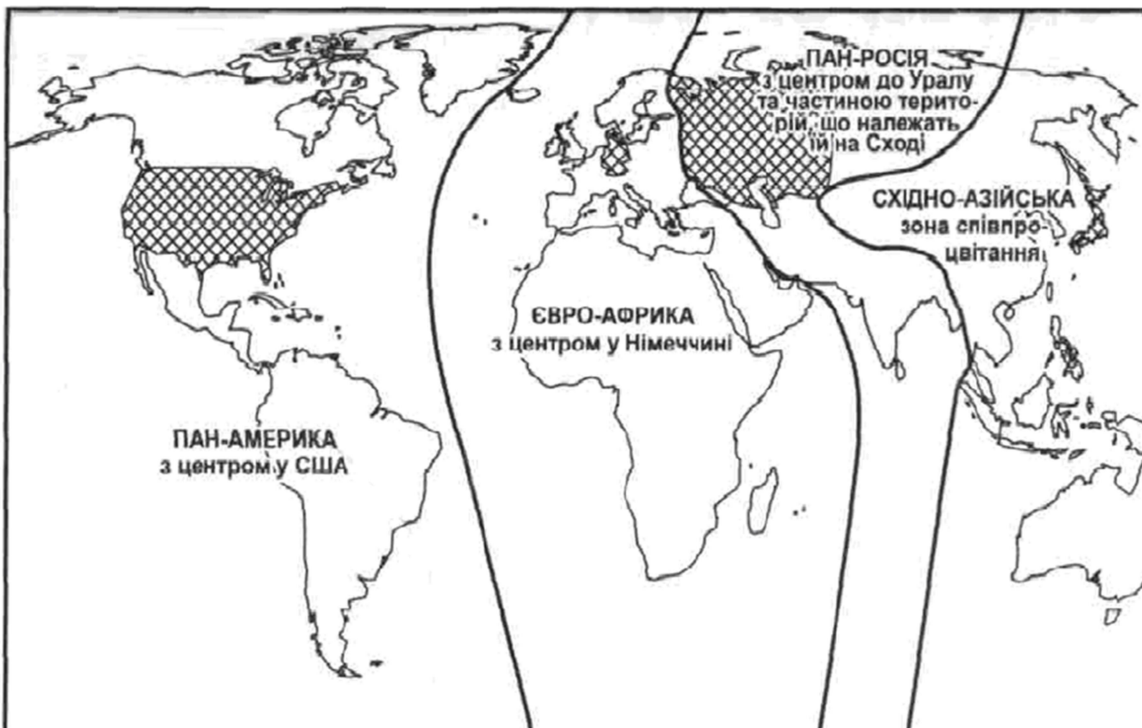 ПАН-РОСІЯ
з центром до Уралу
та частиною терито-
рій, що належать
їй на Сході
СХІДНО-АЗІЙСЬКА
зона співпро-
цвітання
ЄВРО-АФРИКА
з центром у Німеччині
ПАН-АМЕРИКА
з центром у США